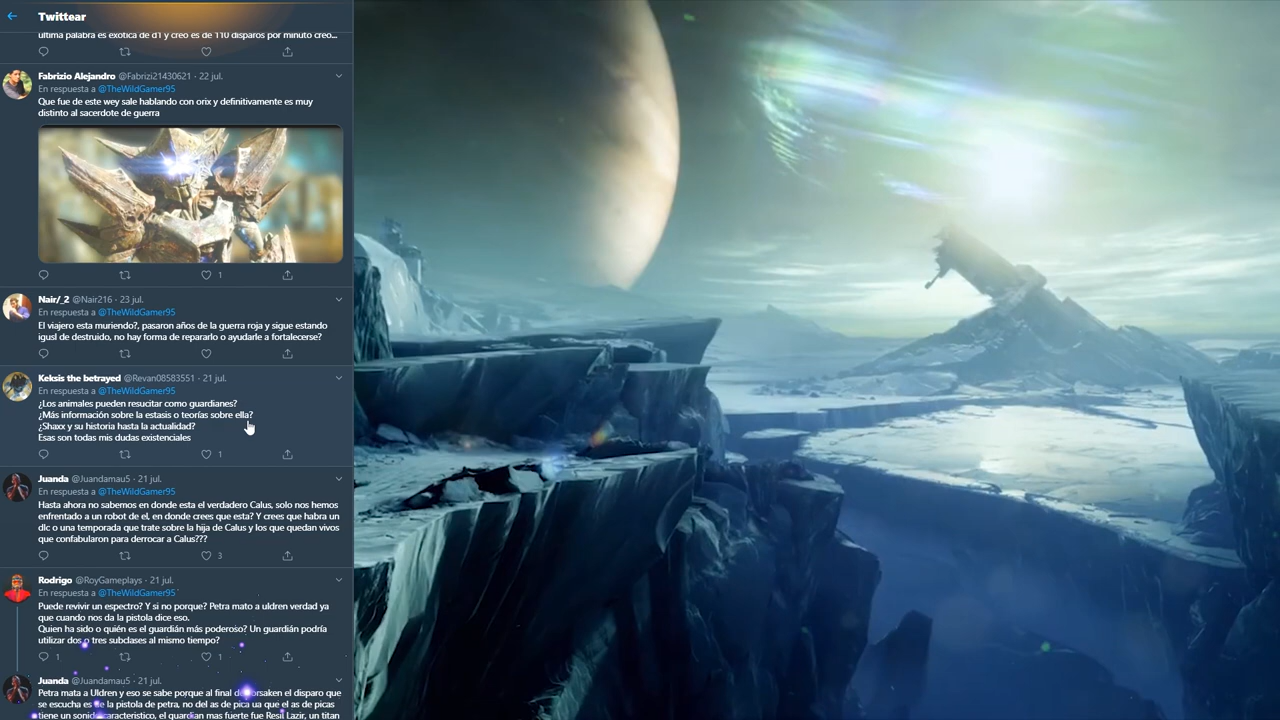 Twittear
ultima palabra es exotica de d1 y creo es de 110 disparos por minuto creo...
Fabrizio Alejandro @Fabrizi21430621 · 22 jul.
En respuesta a @TheWildGamer95
Que fue de este wey sale hablando con orix y definitivamente es muy
distinto al sacerdote de guerra
1
Nair/_2 @Nair216 · 23 jul.
En respuesta a @TheWildGamer95
El viajero esta muriendo?, pasaron años de la guerra roja y sigue estando
igusl de destruido, no hay forma de repararlo o ayudarle a fortalecerse?
Keksis the betrayed @Revan08583551 · 21 jul.
En respuesta a @TheWildGamer95
¿Los animales pueden resucitar como guardianes?
¿Más información sobre la estasis o teorías sobre ella?
¿Shaxx y su historia hasta la actualidad?
Esas son todas mis dudas existenciales
1
Juanda @Juandamau5 · 21 jul.
En respuesta a @TheWildGamer95
Hasta ahora no sabemos en donde esta el verdadero Calus, solo nos hemos
enfrentado a un robot de el, en donde crees que esta? Y crees que habra un
dlc o una temporada que trate sobre la hija de Calus y los que quedan vivos
que confabularon para derrocar a Calus???
3
Rodrigo @RoyGameplays · 21 jul.
En respuesta a @TheWildGamer95
Puede revivir un espectro? Y si no porque? Petra mato a uldren verdad ya
que cuando nos da la pistola dice eso.
Quien ha sido o quién es el guardián más poderoso? Un guardián podría
utilizar dos o tres subclases al mismo tiempo?
1 1
Juanda @Juandamau5 · 21 jul.
Petra mata a Uldren y eso se sabe porque al final de forsaken el disparo que
se escucha es de la pistola de petra, no del as de pica ua que el as de picas
tiene un sonido caracteristico, el guardian mas fuerte fue Resil Lazir, un titan